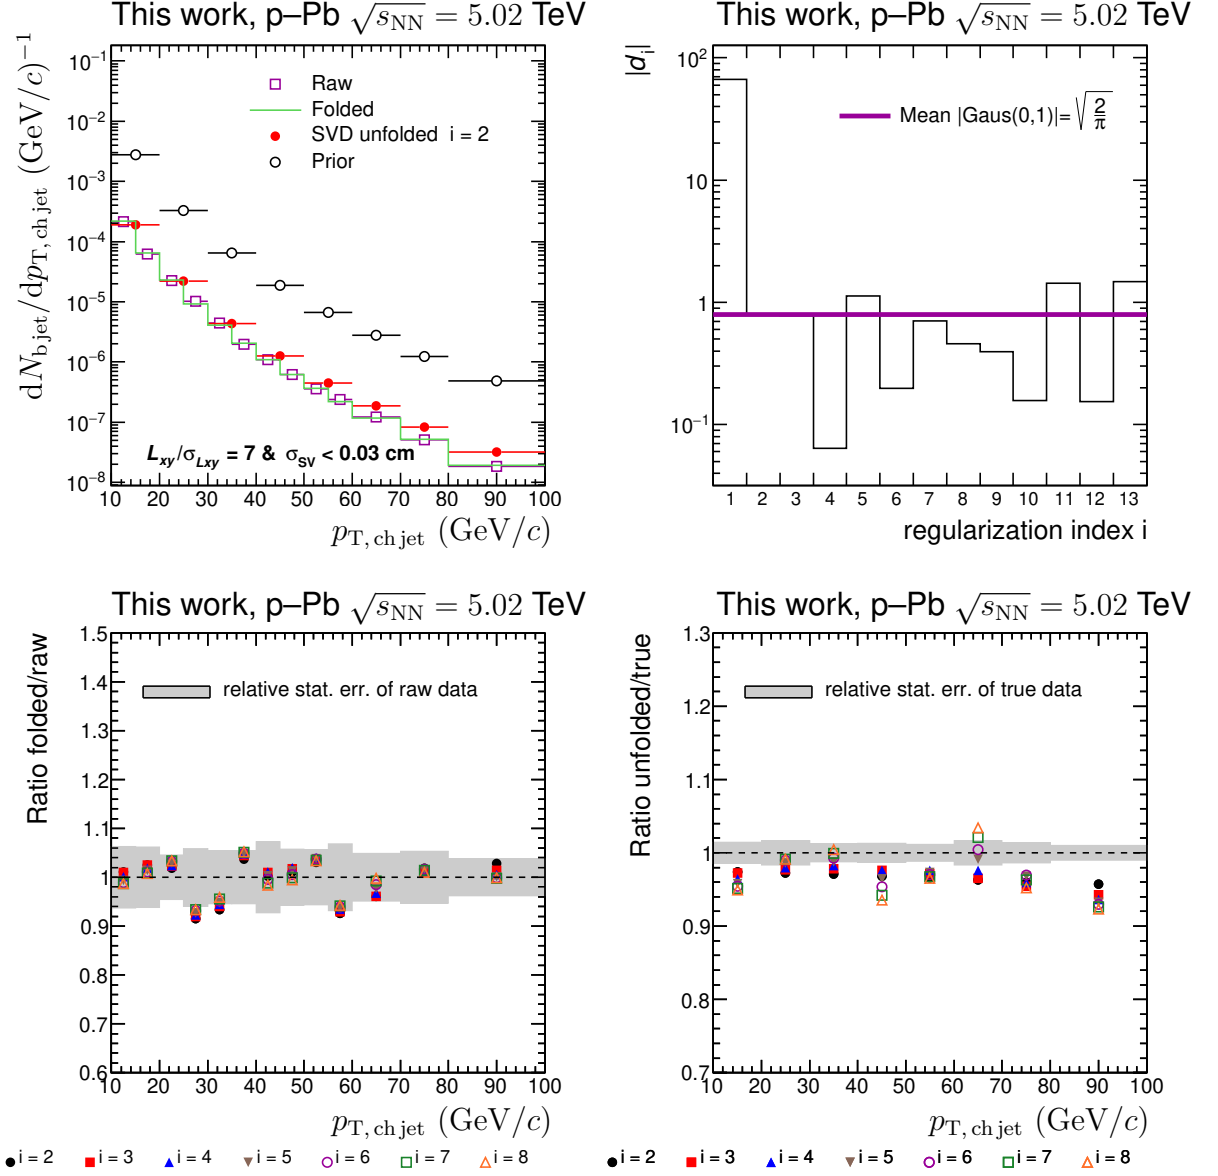 This work, p–Pb √sNN = 5.02 TeV
dNb jet/dpT, ch jet (GeV/c)−1
10−1
10−2
10−3
10−4
10−5
10−6
10−7
10−8
Raw
Folded
SVD unfolded i = 2
Prior
Lxy/σLxy = 7 & σSV < 0.03 cm
10 20 30 40 50 60 70 80 90 100
pT, ch jet (GeV/c)
This work, p–Pb √sNN = 5.02 TeV
|di|
102
10
1
10−1
Mean |Gaus(0,1)|=√2/π
1 2 3 4 5 6 7 8 9 10 11 12 13
regularization index i
This work, p–Pb √sNN = 5.02 TeV
Ratio folded/raw
1.5
1.4
1.3
1.2
1.1
1
0.9
0.8
0.7
0.6
relative stat. err. of raw data
10 20 30 40 50 60 70 80 90 100
pT, ch jet (GeV/c)
i = 2 i = 3 i = 4 i = 5 i = 6 i = 7 i = 8
This work, p–Pb √sNN = 5.02 TeV
Ratio unfolded/true
1.3
1.2
1.1
1
0.9
0.8
0.7
relative stat. err. of true data
10 20 30 40 50 60 70 80 90 100
pT, ch jet (GeV/c)
i = 2 i = 3 i = 4 i = 5 i = 6 i = 7 i = 8